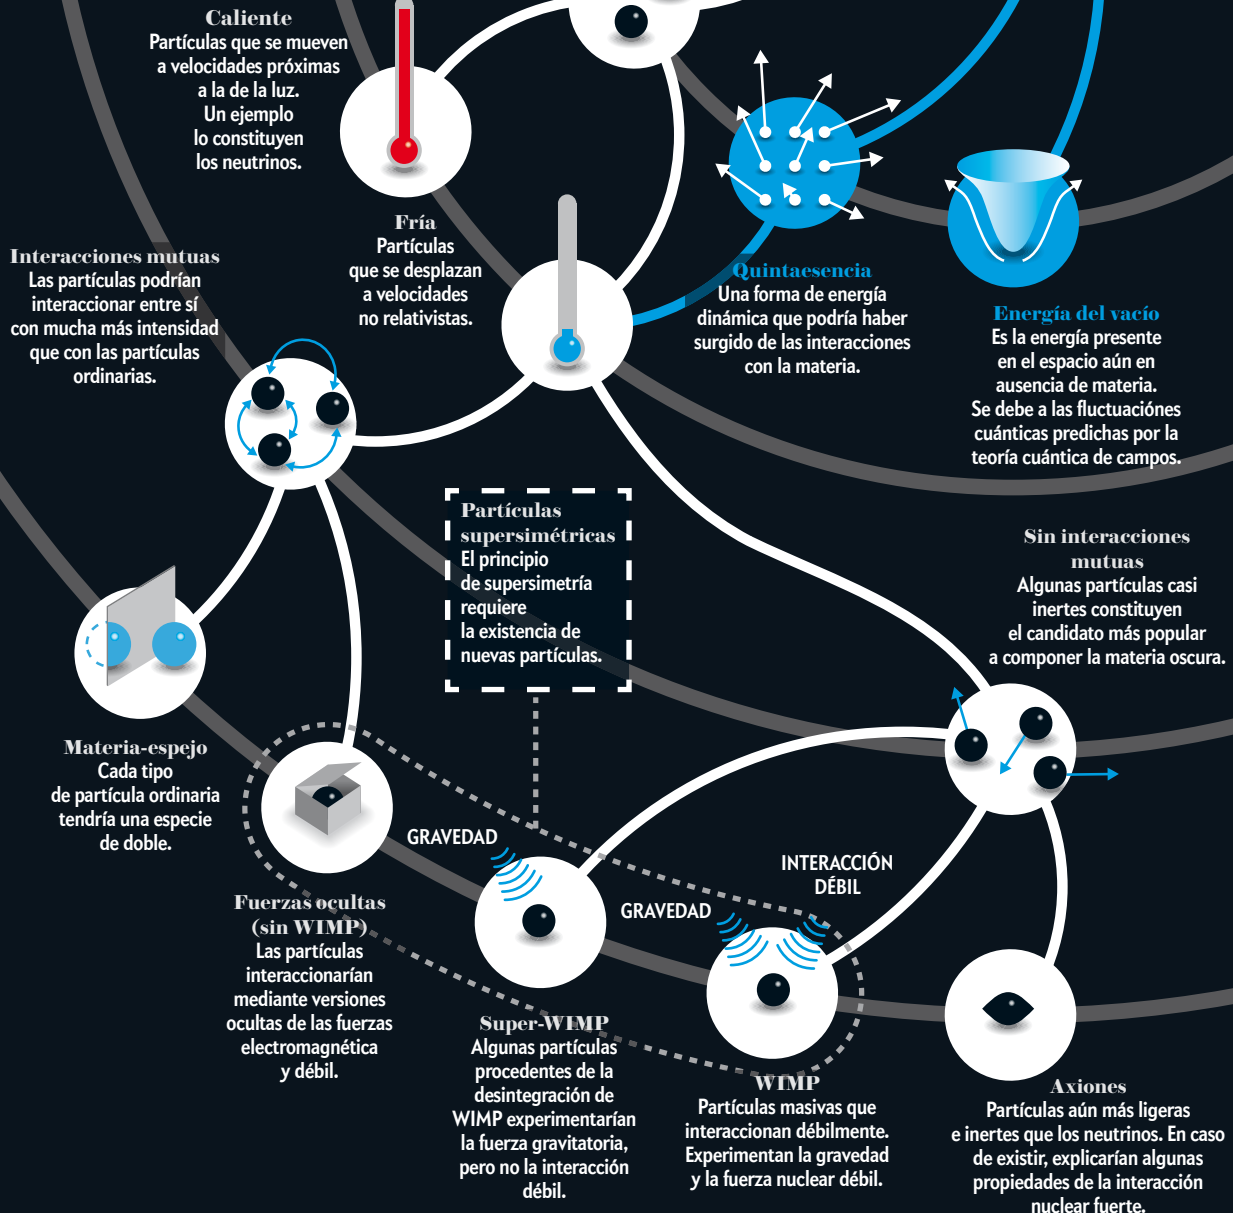 Caliente
Partículas que se mueven
a velocidades próximas
a la de la luz.
Un ejemplo
lo constituyen
los neutrinos.
Fría
Partículas
que se desplazan
a velocidades
no relativistas.
Interacciones mutuas
Las partículas podrían
interaccionar entre sí
con mucha más intensidad
que con las partículas
ordinarias.
Quintaesencia
Una forma de energía
dinámica que podría haber
surgido de las interacciones
con la materia.
Energía del vacío
Es la energía presente
en el espacio aún en
ausencia de materia.
Se debe a las fluctuaciónes
cuánticas predichas por la
teoría cuántica de campos.
Partículas
supersimétricas
El principio
de supersimetría
requiere
la existencia de
nuevas partículas.
Sin interacciones
mutuas
Algunas partículas casi
inertes constituyen
el candidato más popular
a componer la materia oscura.
Materia-espejo
Cada tipo
de partícula ordinaria
tendría una especie
de doble.
GRAVEDAD
GRAVEDAD
INTERACCIÓN
DÉBIL
Fuerzas ocultas
(sin WIMP)
Las partículas
interaccionarían
mediante versiones
ocultas de las fuerzas
electromagnética
y débil.
Super-WIMP
Algunas partículas
procedentes de la
desintegración de
WIMP experimentarían
la fuerza gravitatoria,
pero no la interacción
débil.
WIMP
Partículas masivas que
interaccionan débilmente.
Experimentan la gravedad
y la fuerza nuclear débil.
Axiones
Partículas aún más ligeras
e inertes que los neutrinos. En caso
de existir, explicarían algunas
propiedades de la interacción
nuclear fuerte.